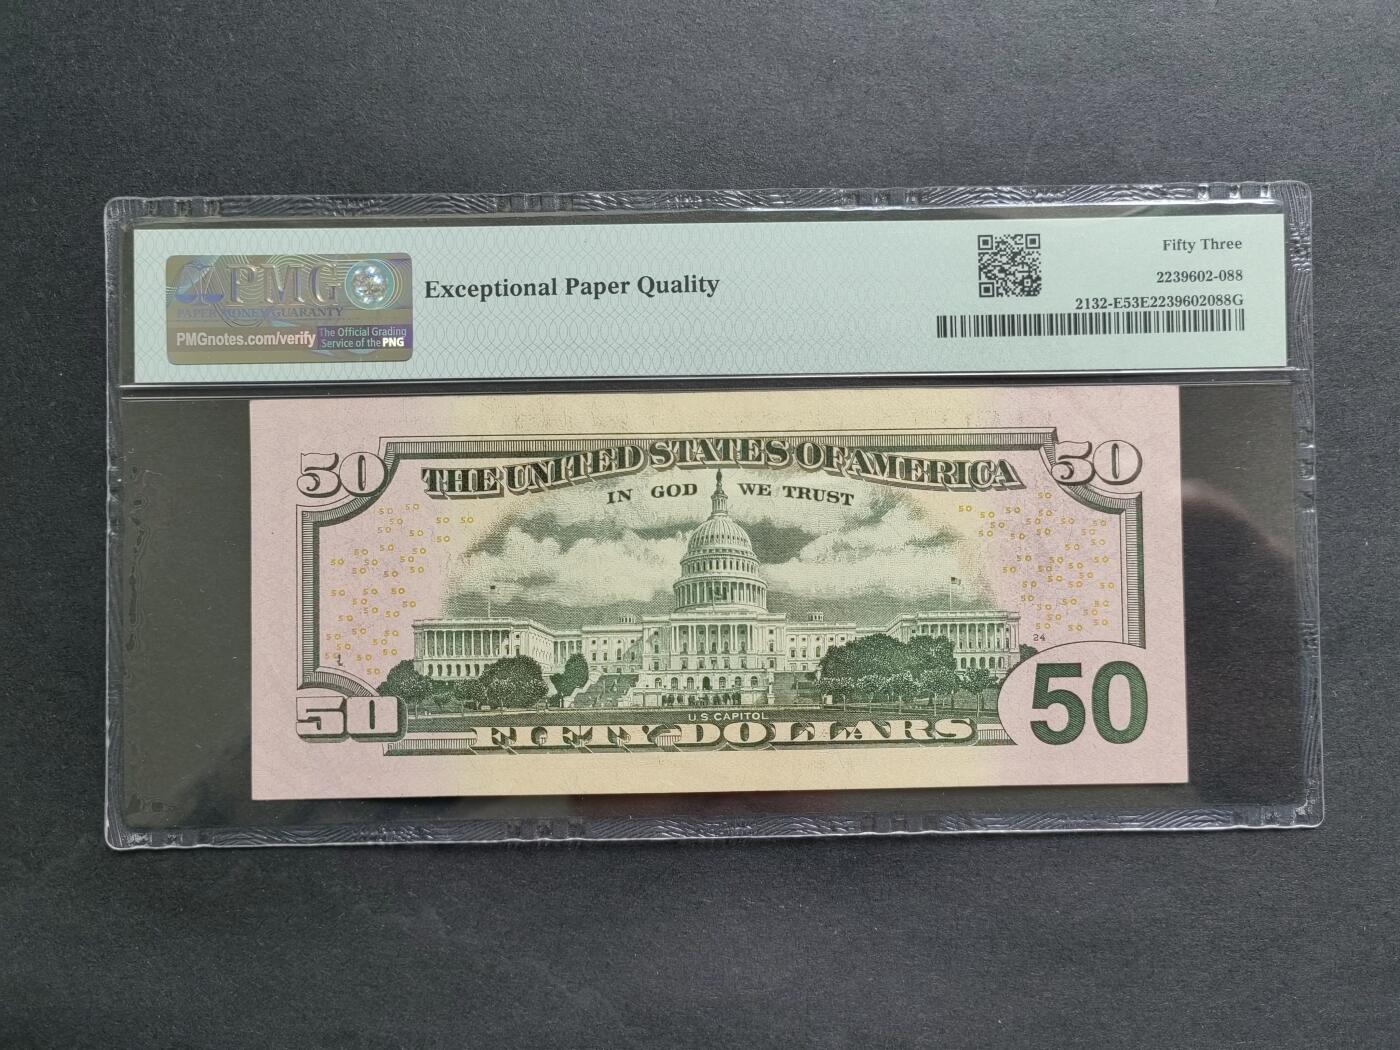 PMG
PAPER MONEY GUARANTY
PMGnotes.com/verify
The Official Grading
Service of the PNG
Exceptional Paper Quality
Fifty Three
2239602-088
2132-E53E2239602088G
50
THE UNITED STATES OF AMERICA
50
IN GOD WE TRUST
24
50
U.S. CAPITOL
FIFTY DOLLARS
50